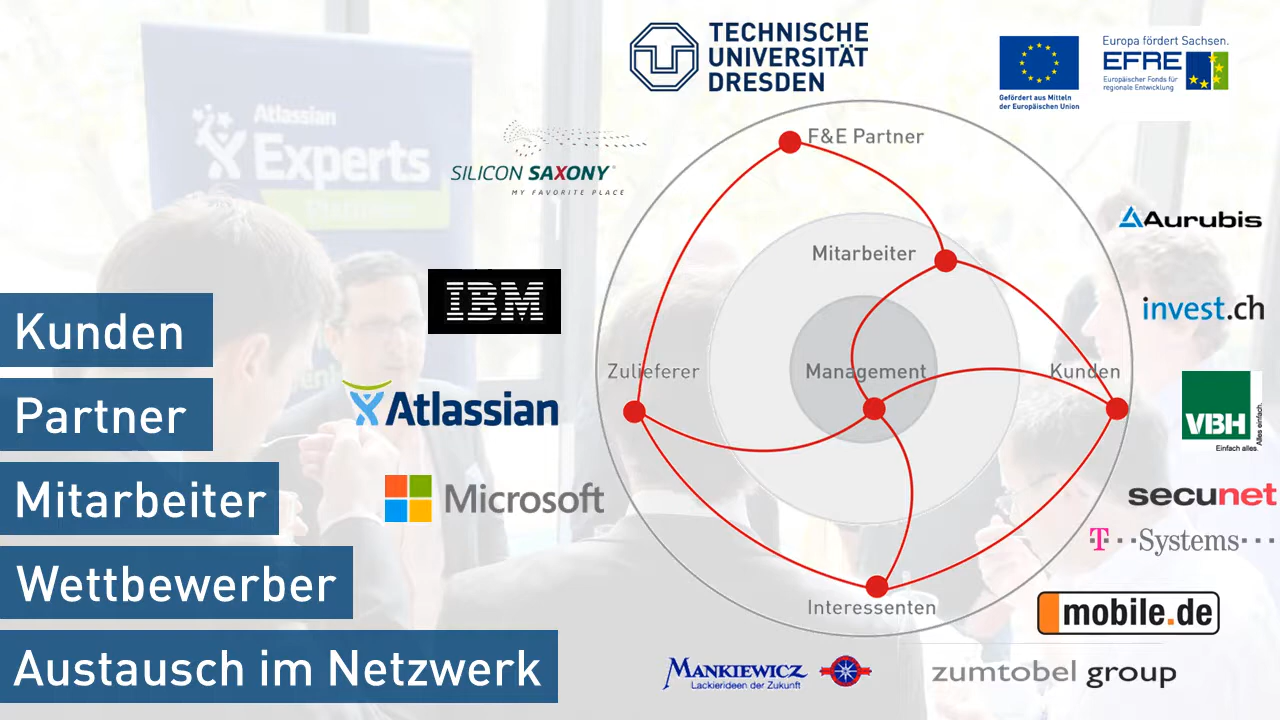 TECHNISCHE
UNIVERSITÄT
DRESDEN
Europa fördert Sachsen.
EFRE
Europäischer Fonds für
regionale Entwicklung
Gefördert aus Mitteln
der Europäischen Union
Atlassian
Experts
SILICON SAXONY
MY FAVORITE PLACE
F&E Partner
Aurubis
Mitarbeiter
IBM
invest.ch
Kunden
Zulieferer
Management
Kunden
Partner
Atlassian
VBH
Einfach alles.
Alles einfach.
Mitarbeiter
Microsoft
secunet
T··Systems···
Wettbewerber
Interessenten
mobile.de
Austausch im Netzwerk
MANKIEWICZ
Lackierideen der Zukunft
zumtobel group